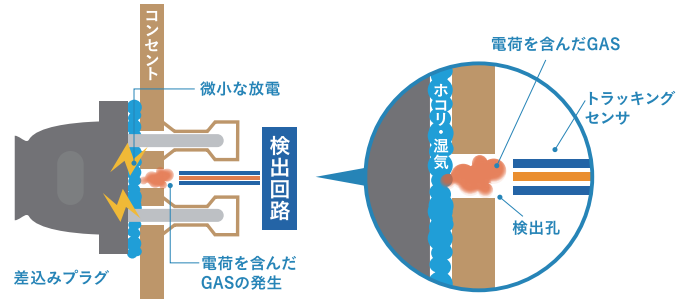 コンセント
微小な放電
検出回路
電荷を含んだ
GASの発生
差込みプラグ
電荷を含んだGAS
ホコリ・湿気
トラッキング
センサ
検出孔